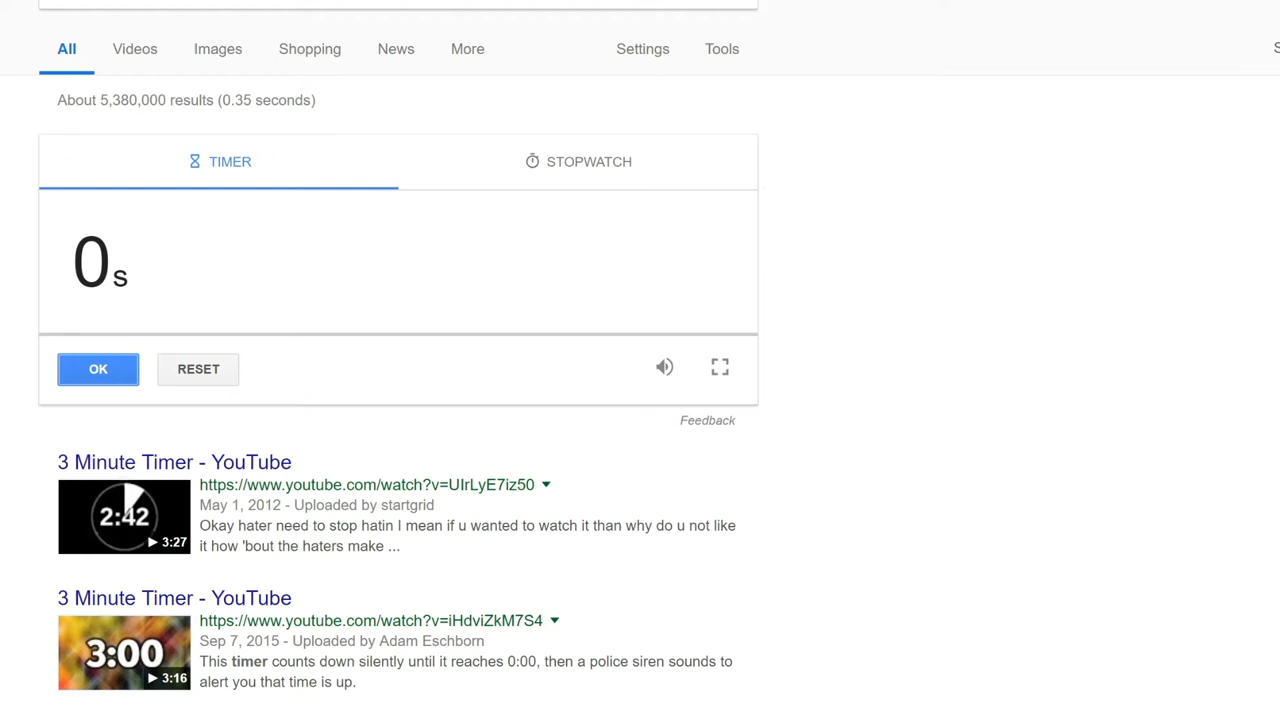 All Videos Images Shopping News More Settings Tools
About 5,380,000 results (0.35 seconds)
TIMER STOPWATCH
0s
OK RESET
Feedback
3 Minute Timer - YouTube
https://www.youtube.com/watch?v=UIrLyE7iz50
May 1, 2012 - Uploaded by startgrid
Okay hater need to stop hatin I mean if u wanted to watch it than why do u not like
it how 'bout the haters make ...
2:42
3:27
3 Minute Timer - YouTube
https://www.youtube.com/watch?v=iHdviZkM7S4
Sep 7, 2015 - Uploaded by Adam Eschborn
This timer counts down silently until it reaches 0:00, then a police siren sounds to
alert you that time is up.
3:00
3:16